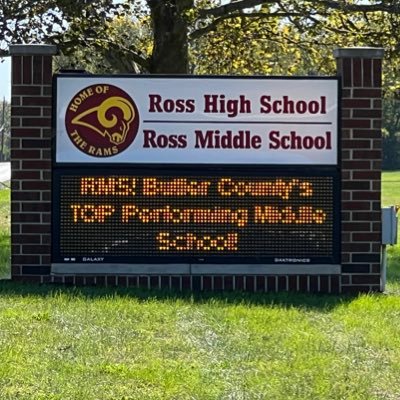 HOME OF
THE RAMS
Ross High School
Ross Middle School
RMS! Butler County's
TOP Performing Middle
School!
GALAXY
DAKTRONICS